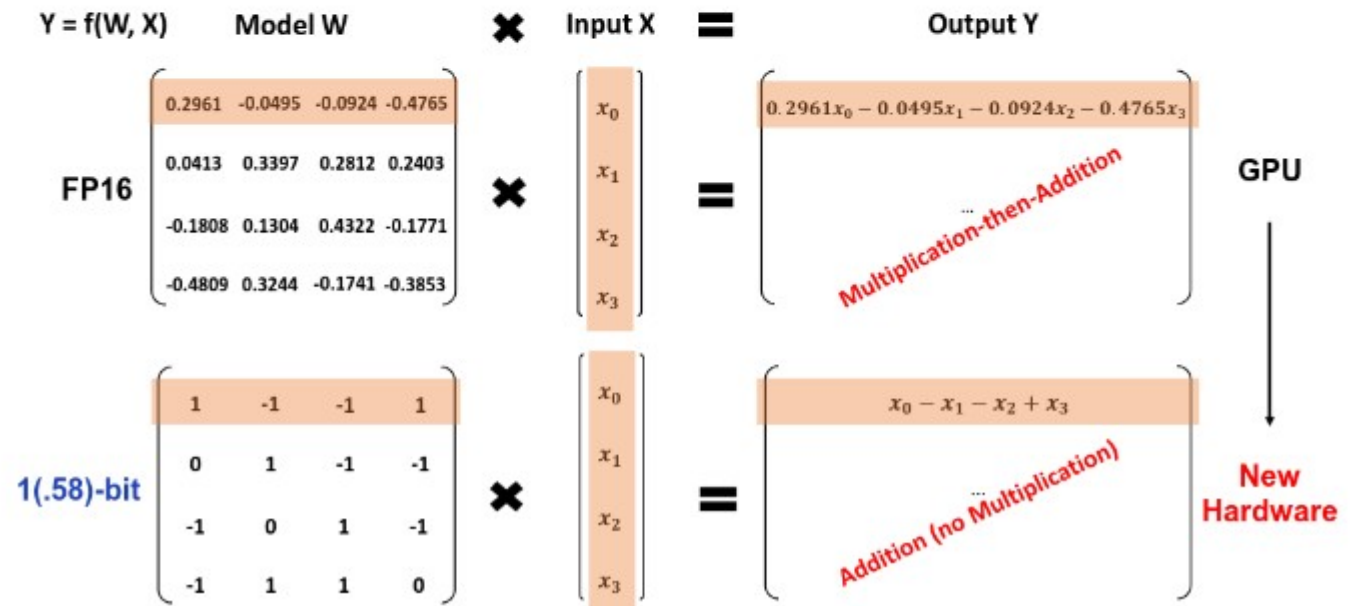 Y = f(W, X) Model W ✖ Input X = Output Y
0.2961 -0.0495 -0.0924 -0.4765
0.0413 0.3397 0.2812 0.2403
-0.1808 0.1304 0.4322 -0.1771
-0.4809 0.3244 -0.1741 -0.3853
FP16
✖
x₀
x₁
x₂
x₃
=
0.2961x₀ − 0.0495x₁ − 0.0924x₂ − 0.4765x₃
...
Multiplication-then-Addition
GPU
1 -1 -1 1
0 1 -1 -1
-1 0 1 -1
-1 1 1 0
1(.58)-bit
✖
x₀
x₁
x₂
x₃
=
x₀ − x₁ − x₂ + x₃
...
Addition (no Multiplication)
New
Hardware